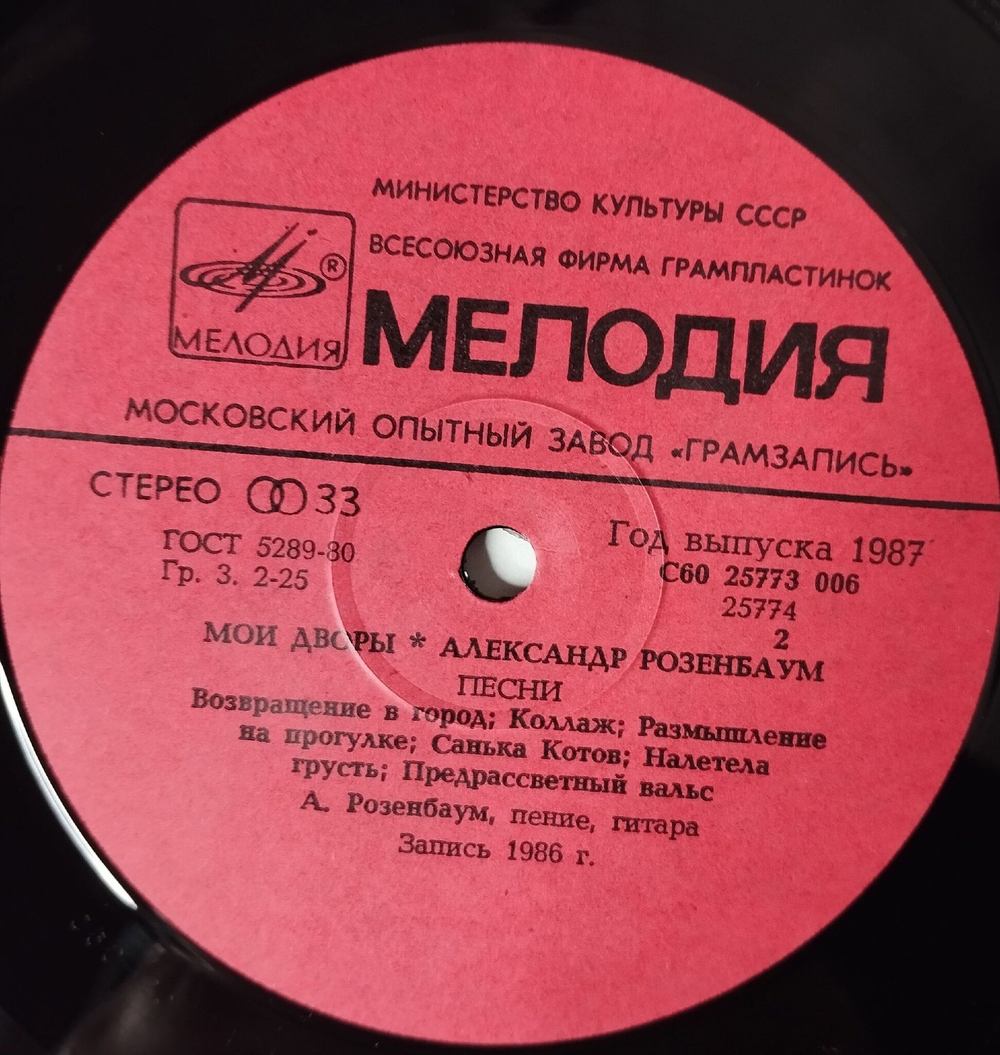 МИНИСТЕРСТВО КУЛЬТУРЫ СССР
ВСЕСОЮЗНАЯ ФИРМА ГРАМПЛАСТИНОК
®
МЕЛОДИЯ
МЕЛОДИЯ
МОСКОВСКИЙ ОПЫТНЫЙ ЗАВОД «ГРАМЗАПИСЬ»
СТЕРЕО 33
ГОСТ 5289-80
Гр. 3. 2-25
Год выпуска 1987
С60 25773 006
25774
2
МОИ ДВОРЫ * АЛЕКСАНДР РОЗЕНБАУМ
ПЕСНИ
Возвращение в город; Коллаж; Размышление
на прогулке; Санька Котов; Налетела
грусть; Предрассветный вальс
А. Розенбаум, пение, гитара
Запись 1986 г.